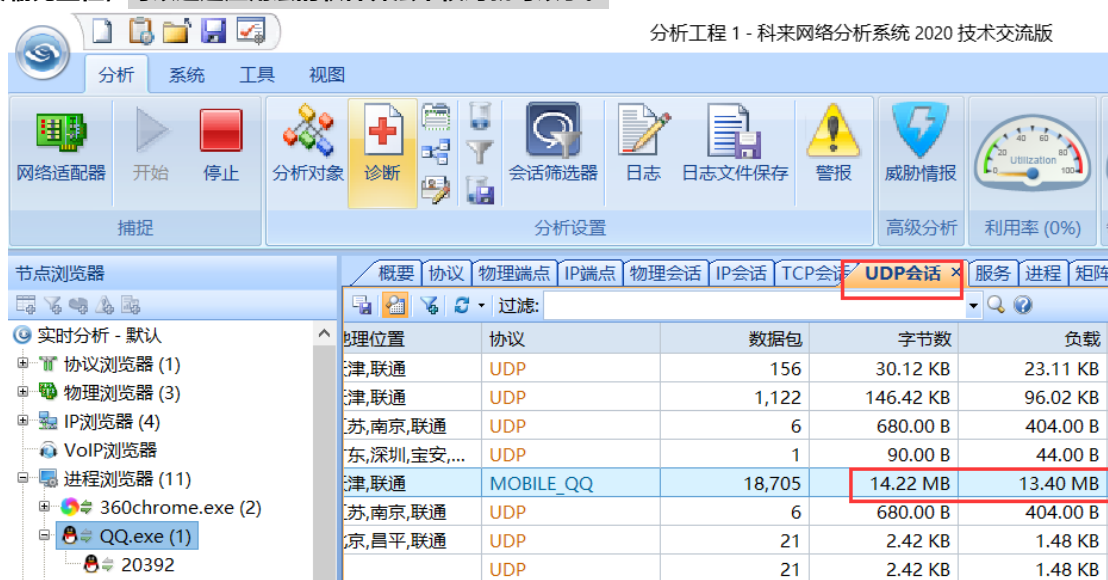 分析工程 1 - 科来网络分析系统 2020 技术交流版
分析 系统 工具 视图
网络适配器 开始 停止 分析对象 诊断 会话筛选器 日志 日志文件保存 警报 威胁情报
20 40 60 80 100 0 Utilization
捕捉 分析设置 高级分析 利用率 (0%)
节点浏览器
概要 协议 物理端点 IP端点 物理会话 IP会话 TCP会话 UDP会话 × 服务 进程 矩阵
过滤:
实时分析 - 默认
协议浏览器 (1)
物理浏览器 (3)
IP浏览器 (4)
VoIP浏览器
进程浏览器 (11)
360chrome.exe (2)
QQ.exe (1)
20392
地理位置 协议 数据包 字节数 负载
津,联通 UDP 156 30.12 KB 23.11 KB
津,联通 UDP 1,122 146.42 KB 96.02 KB
苏,南京,联通 UDP 6 680.00 B 404.00 B
东,深圳,宝安,... UDP 1 90.00 B 44.00 B
津,联通 MOBILE_QQ 18,705 14.22 MB 13.40 MB
苏,南京,联通 UDP 6 680.00 B 404.00 B
京,昌平,联通 UDP 21 2.42 KB 1.48 KB
UDP 21 2.42 KB 1.48 KB